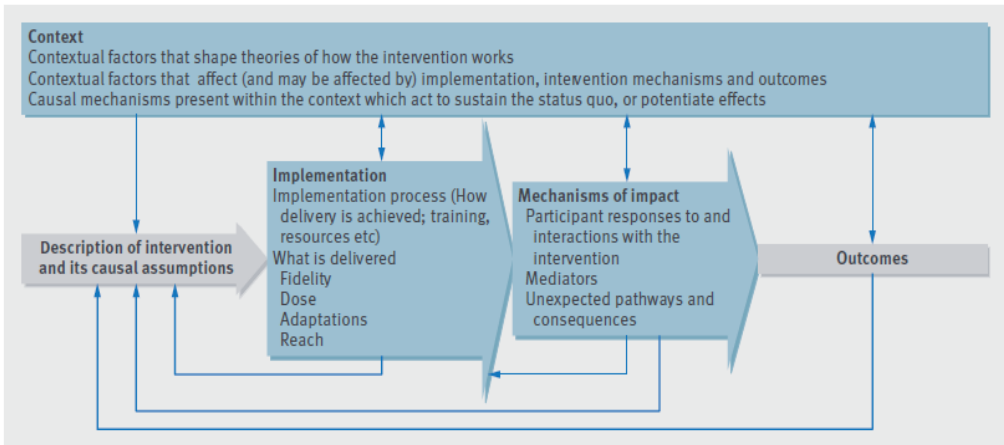 Context
Contextual factors that shape theories of how the intervention works
Contextual factors that affect (and may be affected by) implementation, intervention mechanisms and outcomes
Causal mechanisms present within the context which act to sustain the status quo, or potentiate effects
Description of intervention
and its causal assumptions
Implementation
Implementation process (How
delivery is achieved; training,
resources etc)
What is delivered
Fidelity
Dose
Adaptations
Reach
Mechanisms of impact
Participant responses to and
interactions with the
intervention
Mediators
Unexpected pathways and
consequences
Outcomes